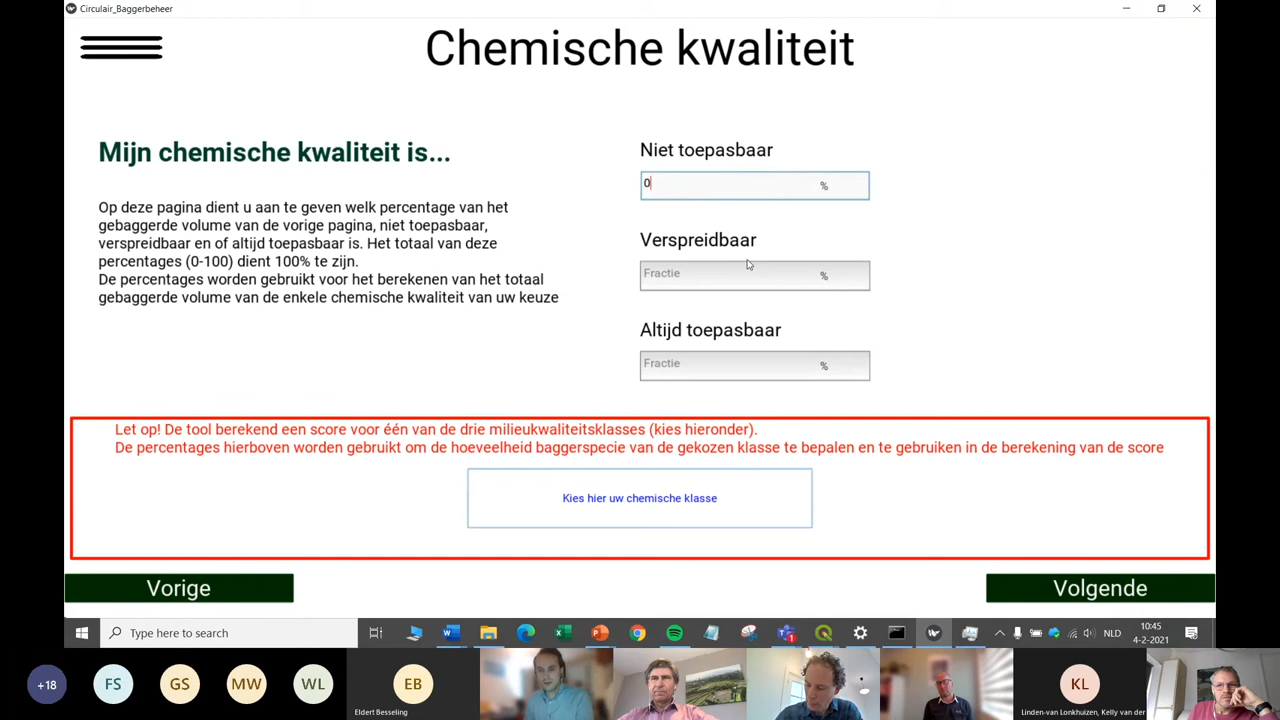 Circulair_Baggerbeheer
Chemische kwaliteit
Mijn chemische kwaliteit is...
Op deze pagina dient u aan te geven welk percentage van het
gebaggerde volume van de vorige pagina, niet toepasbaar,
verspreidbaar en of altijd toepasbaar is. Het totaal van deze
percentages (0-100) dient 100% te zijn.
De percentages worden gebruikt voor het berekenen van het totaal
gebaggerde volume van de enkele chemische kwaliteit van uw keuze
Niet toepasbaar
0 %
Verspreidbaar
Fractie %
Altijd toepasbaar
Fractie %
Let op! De tool berekend een score voor één van de drie milieukwaliteitsklasses (kies hieronder).
De percentages hierboven worden gebruikt om de hoeveelheid baggerspecie van de gekozen klasse te bepalen en te gebruiken in de berekening van de score
Kies hier uw chemische klasse
Vorige
Volgende
Type here to search
NLD
10:45
4-2-2021
+18
FS
GS
MW
WL
EB
Eldert Besseling
KL
Linden-van Lonkhuizen, Kelly van der